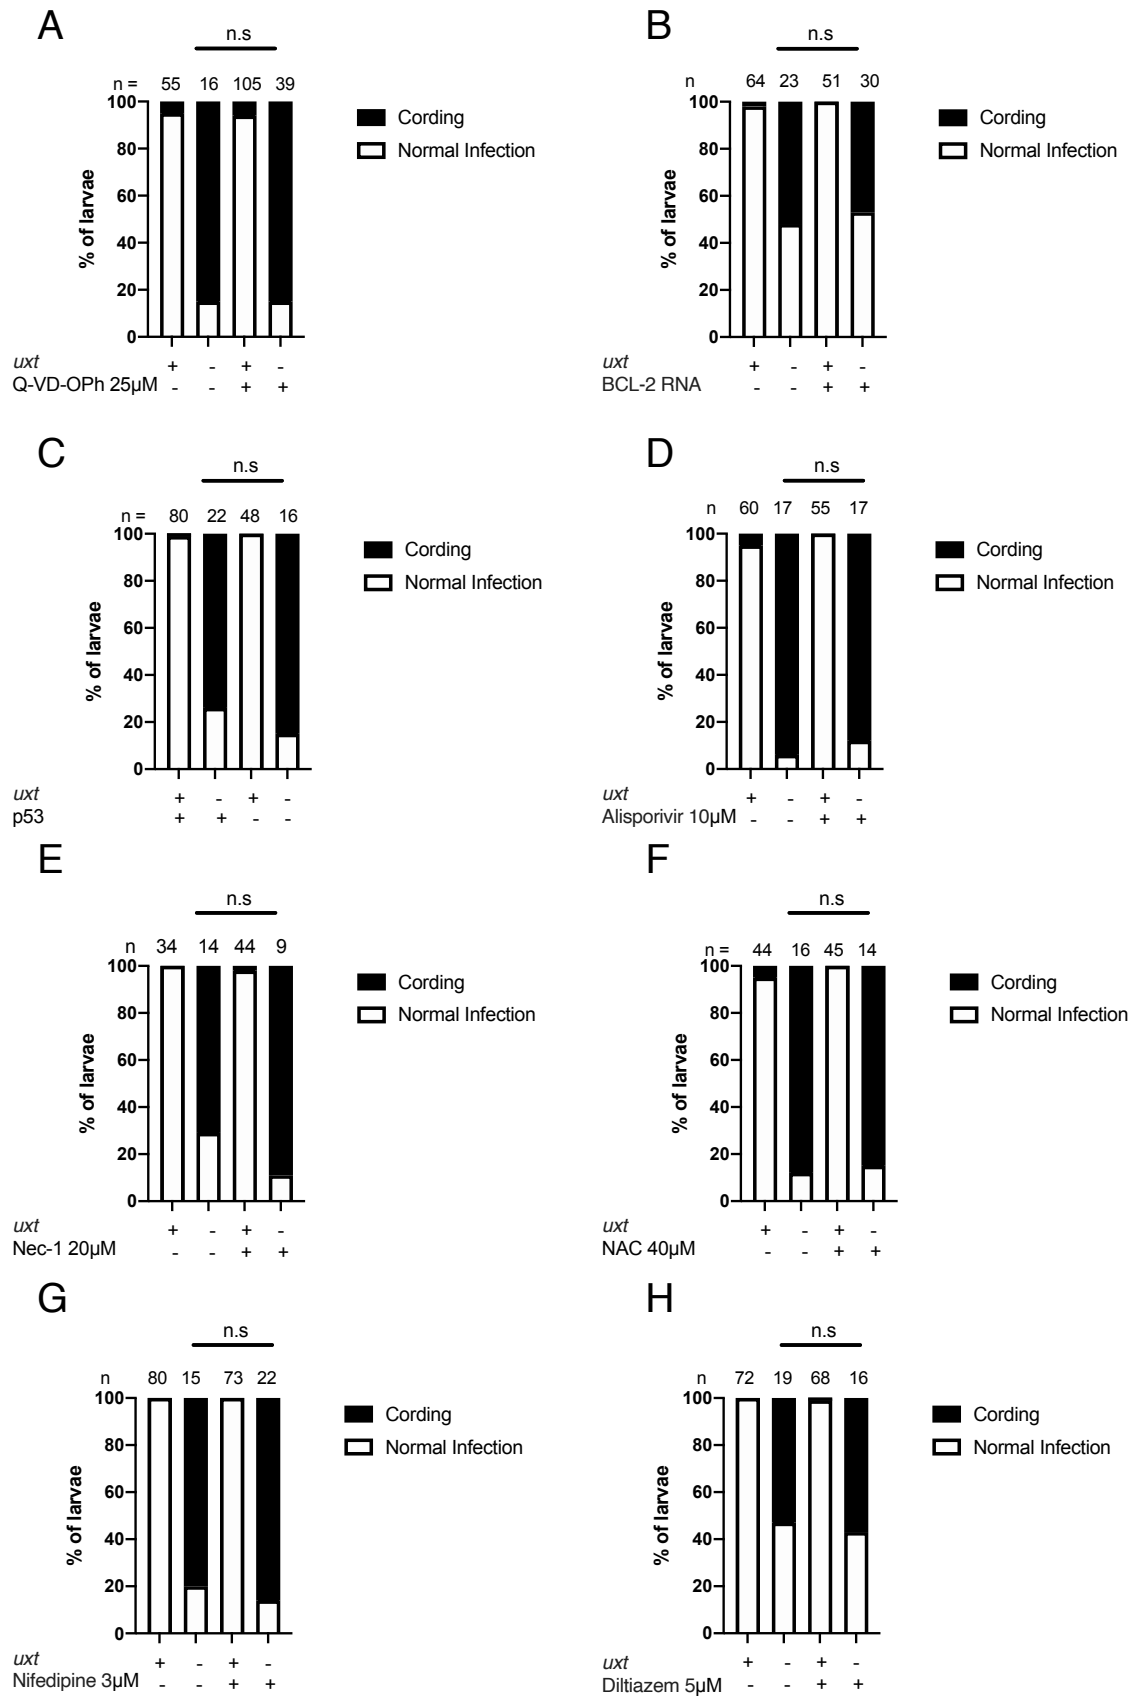 A
n.s
n = 55 16 105 39
100
80
60
40
20
0
% of larvae
Cording
Normal Infection
uxt + - + -
Q-VD-OPh 25µM - - + +
B
n.s
n 64 23 51 30
100
80
60
40
20
0
% of larvae
Cording
Normal Infection
uxt + - + -
BCL-2 RNA - - + +
C
n.s
n = 80 22 48 16
100
80
60
40
20
0
% of larvae
Cording
Normal Infection
uxt + - + -
p53 + + - -
D
n.s
n 60 17 55 17
100
80
60
40
20
0
% of larvae
Cording
Normal Infection
uxt + - + -
Alisporivir 10µM - - + +
E
n.s
n 34 14 44 9
100
80
60
40
20
0
% of larvae
Cording
Normal Infection
uxt + - + -
Nec-1 20µM - - + +
F
n.s
n = 44 16 45 14
100
80
60
40
20
0
% of larvae
Cording
Normal Infection
uxt + - + -
NAC 40µM - - + +
G
n.s
n 80 15 73 22
100
80
60
40
20
0
% of larvae
Cording
Normal Infection
uxt + - + -
Nifedipine 3µM - - + +
H
n.s
n 72 19 68 16
100
80
60
40
20
0
% of larvae
Cording
Normal Infection
uxt + - + -
Diltiazem 5µM - - + +